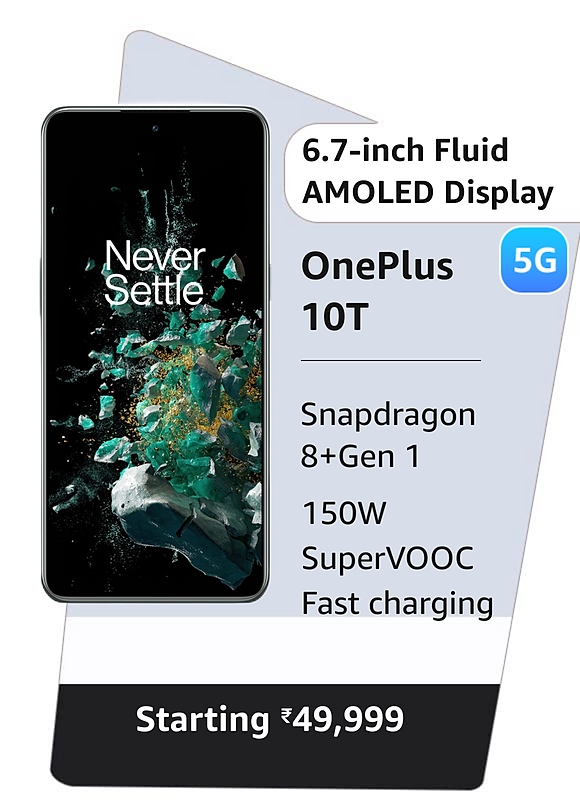 6.7-inch Fluid
AMOLED Display
5G
OnePlus
10T
Never
Settle
Snapdragon
8+Gen 1
150W
SuperVOOC
Fast charging
Starting ₹49,999